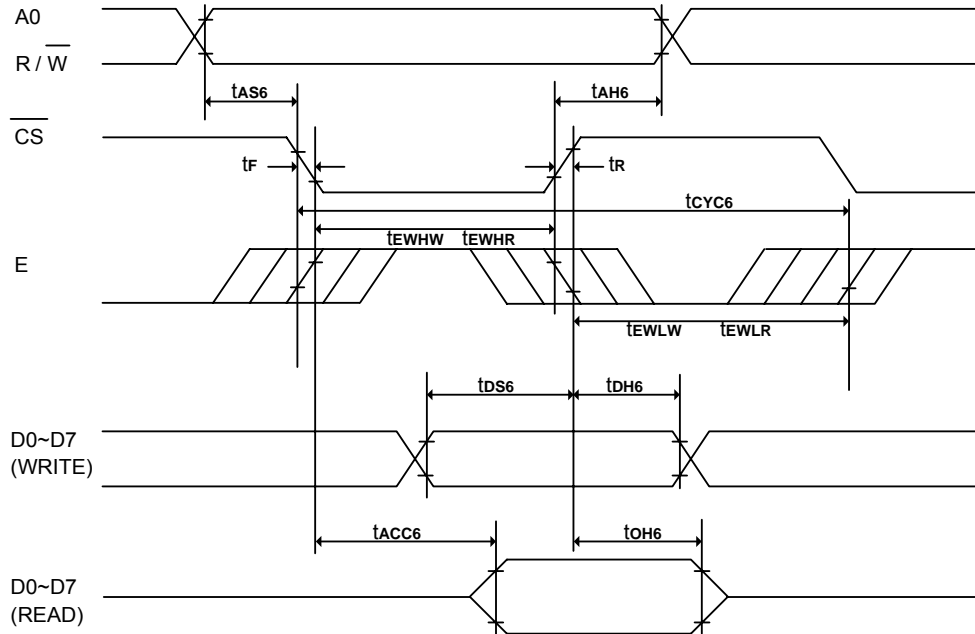 A0
R / W
tAS6 tAH6
CS
tF tR
tCYC6
tEWHW tEWHR
E
tEWLW tEWLR
tDS6 tDH6
D0~D7
(WRITE)
tACC6 tOH6
D0~D7
(READ)